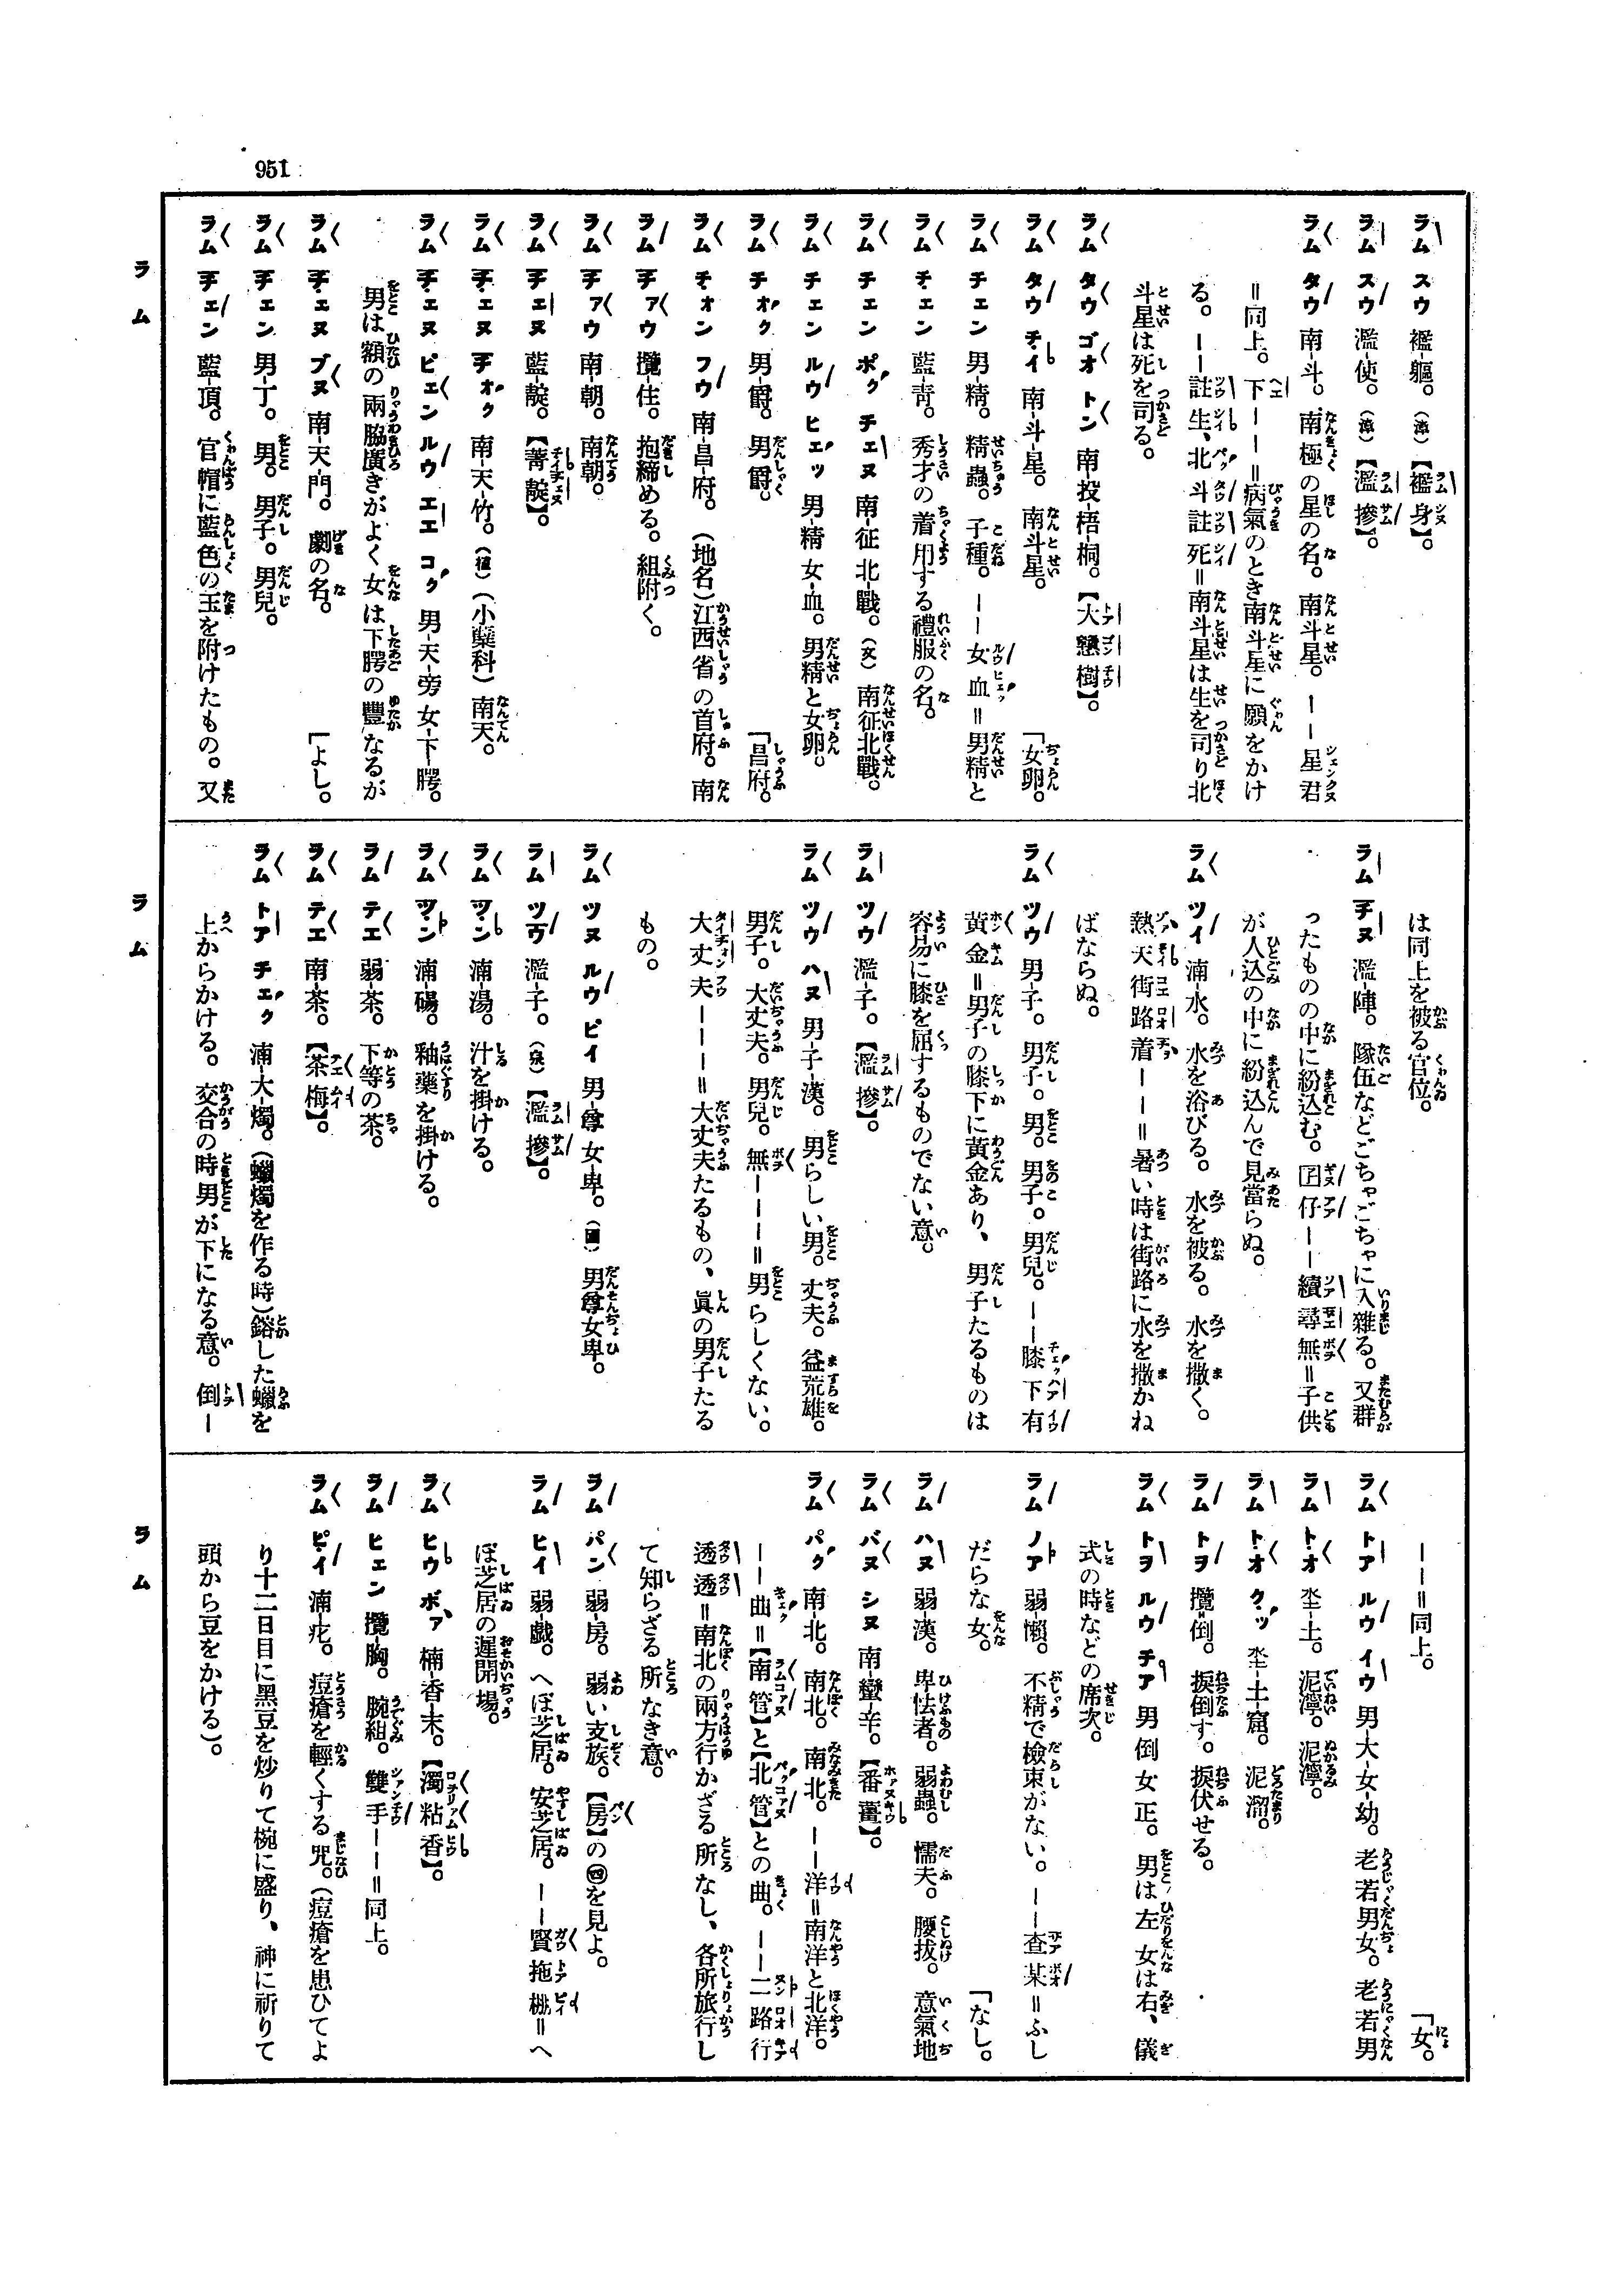 951
ラム スウ 襤-軀。(漳)【襤身】。
ラム スウ 濫-使。(漳)【濫摻】。
ラム タウ 南-斗。南極の星の名。南斗星。――星君
＝同上。下――＝病氣のとき南斗星に願をかけ
る。――註生、北斗註死＝南斗星は生を司り北
斗星は死を司る。
ラム タウ ゴオ トン 南-投-梧-桐。【大戇樹】。
ラム タウ チイ 南-斗-星。南斗星。「女卵。
ラム チェン 男-精。精蟲。子種。――女血＝男精と
ラム チェン 藍-靑。秀才の着用する禮服の名。
ラム チェン ポク チェヌ 南-征 北-戰。(文) 南征北戰。
ラム チェン ルウ ヒェッ 男-精 女-血。男精と女卵。
ラム チオク 男-爵。男爵。「昌府。
ラム チオン フウ 南-昌-府。(地名)江西省の首府。南
ラム チァウ 攬-住。抱締める。組附く。
ラム チァウ 南-朝。南朝。
ラム チェヌ 藍-靛。【菁靛】。
ラム チェヌ チオク 南-天-竹。(植)(小蘗科)南天。
ラム チェヌ ピェン ルウ エエ コク 男-天-旁 女-下-腭。
男は額の兩脇廣きがよく女は下腭の豐なるが
ラム チェヌ ブヌ 南-天-門。劇の名。「よし。
ラム チェン 男-丁。男。男子。男兒。
ラム チェン 藍-頂。官帽に藍色の玉を附けたもの。又
ラム
は同上を被る官位。
ラム チヌ 濫-陣。隊伍などごちゃごちゃに入雜る。又群
ったものの中に紛込む。囝仔――續尋無＝子供
が人込の中に紛込んで見當らぬ。
ラム ツイ 湳-水。水を浴びる。水を被る。水を撒く。
熱天街路着―――＝暑い時は街路に水を撒かね
ばならぬ。
ラム ツウ 男-子。男子。男。男子。男兒。――膝下有
黃金＝男子の膝下に黃金あり、男子たるものは
容易に膝を屈するものでない意。
ラム ツウ 濫-子。【濫摻】。
ラム ツウ ハヌ 男-子-漢。男らしい男。丈夫。益荒雄。
男子。大丈夫。男兒。無―――＝男らしくない。
大丈夫―――＝大丈夫たるもの、眞の男子たる
もの。
ラム ツヌ ルウ ピイ 男-尊 女-卑。男尊女卑。
ラム ツウ 濫-子。(泉)【濫摻】。
ラム ツン 湳-湯。汁を掛ける。
ラム ツン 湳-碭。釉藥を掛ける。
ラム テエ 弱-茶。下等の茶。
ラム テエ 南-茶。【茶梅】。
ラム トア チェク 湳-大-燭。(蠟燭を作る時)鎔した蠟を
上からかける。交合の時男が下になる意。倒―
ラム
―――＝同上。「女。
ラム トア ルウ イウ 男-大-女-幼。老若男女。老若男
ラム トオ 坔-土。泥濘。泥濘。
ラム トオ クッ 坔-土-窟。泥溜。
ラム トヲ 攬-倒。捩倒す。捩伏せる。
ラム トヲ ルウ チア 男 倒 女 正。男は左 女は右、儀
式の時などの席次。
ラム ノア 弱-懶。不精で檢束がない。――查某＝ふし
だらな女。「なし。
ラム ハヌ 弱-漢。卑怯者。弱蟲。懦夫。腰拔。意氣地
ラム バヌ シヌ 南-蠻-辛。【番薑】。
ラム パク 南-北。南北。南北。――洋＝南洋と北洋。
――曲＝【南管】と【北管】との曲。――二路行
透透＝南北の兩方行かざる所なし、各所旅行し
て知らざる所なき意。
ラム パン 弱-房。弱い支族。【房】の㊃を見よ。
ラム ヒイ 弱-戲。へぼ芝居。安芝居。――賢拖棚＝へ
ぼ芝居の遲開場。
ラム ヒウ ボァ 楠-香-末。【濁粘香】。
ラム ヒェン 攬-胸。腕組。雙手―――＝同上。
ラム ピイ 湳-疕。痘瘡を輕くする咒。(痘瘡を患ひてよ
り十二日目に黑豆を炒りて椀に盛り、神に祈りて
頭から豆をかける)。
ラム